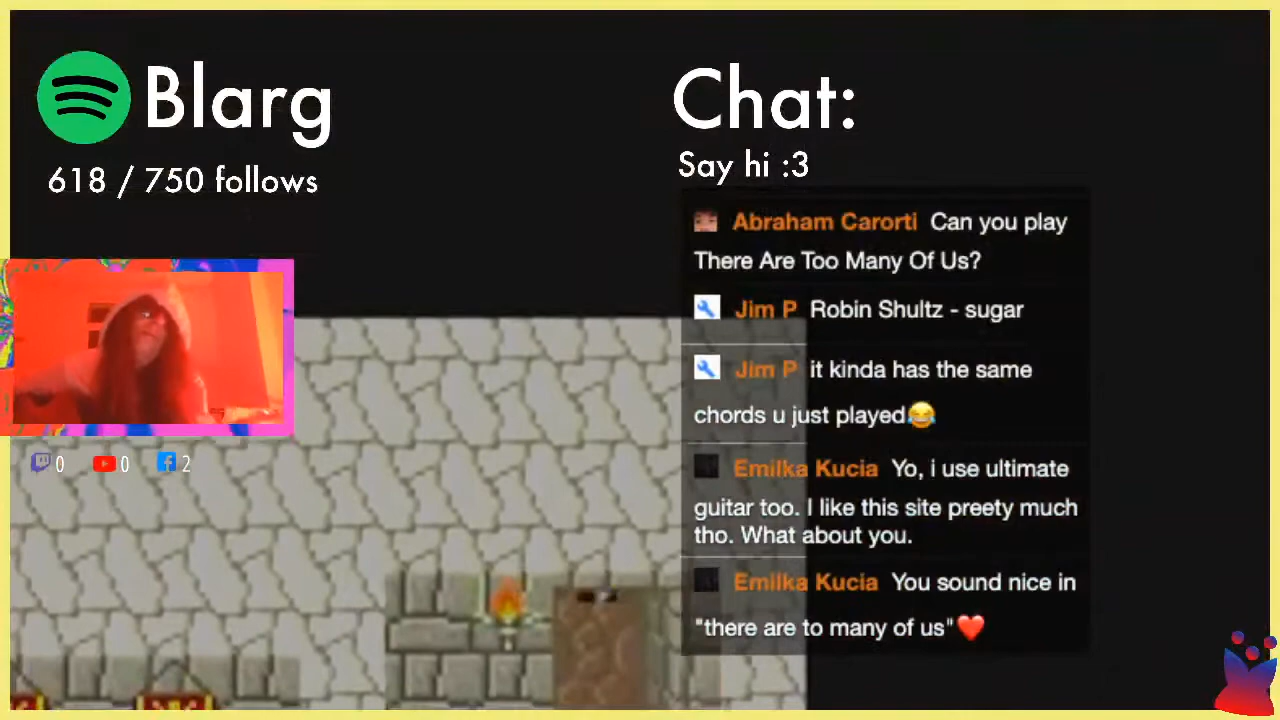 Blarg
618 / 750 follows
0
0
2
Chat:
Say hi :3
Abraham Carorti Can you play
There Are Too Many Of Us?
Jim P Robin Shultz - sugar
Jim P it kinda has the same
chords u just played😂
Emilka Kucia Yo, i use ultimate
guitar too. I like this site preety much
tho. What about you.
Emilka Kucia You sound nice in
"there are to many of us"❤️